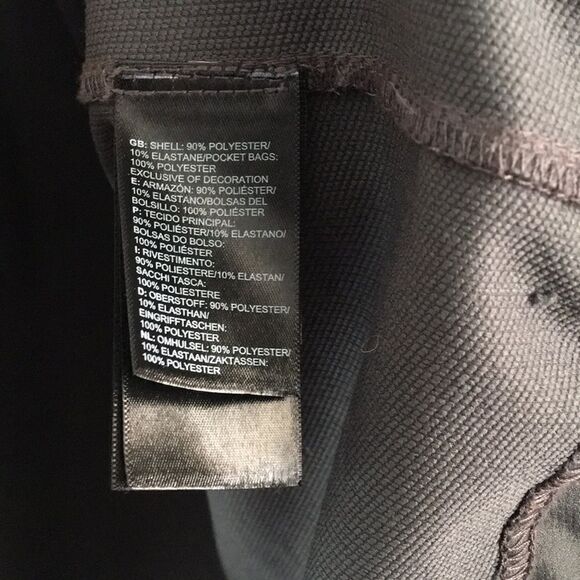 GB: SHELL: 90% POLYESTER/
10% ELASTANE/POCKET BAGS:
100% POLYESTER
EXCLUSIVE OF DECORATION
E: ARMAZÓN: 90% POLIÉSTER/
10% ELASTANO/BOLSAS DEL
BOLSILLO: 100% POLIÉSTER
P: TECIDO PRINCIPAL:
90% POLIÉSTER/10% ELASTANO/
BOLSAS DO BOLSO:
100% POLIÉSTER
I: RIVESTIMENTO:
90% POLIESTERE/10% ELASTAN/
SACCHI TASCA:
100% POLIESTERE
D: OBERSTOFF: 90% POLYESTER/
10% ELASTHAN/
EINGRIFFTASCHEN:
100% POLYESTER
NL: OMHULSEL: 90% POLYESTER/
10% ELASTAAN/ZAKTASSEN:
100% POLYESTER